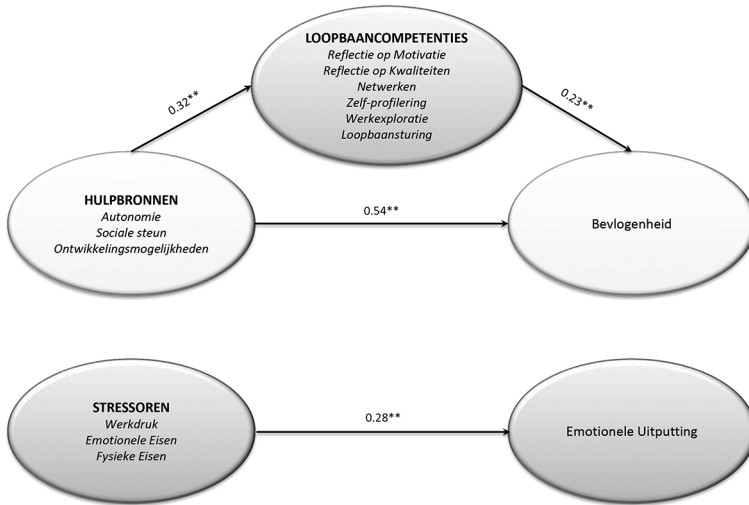 LOOPBAANCOMPETENTIES
Reflectie op Motivatie
Reflectie op Kwaliteiten
Netwerken
Zelf-profilering
Werkexploratie
Loopbaansturing
0.32**
0.23**
HULPBRONNEN
Autonomie
Sociale steun
Ontwikkelingsmogelijkheden
0.54**
Bevlogenheid
STRESSOREN
Werkdruk
Emotionele Eisen
Fysieke Eisen
0.28**
Emotionele Uitputting